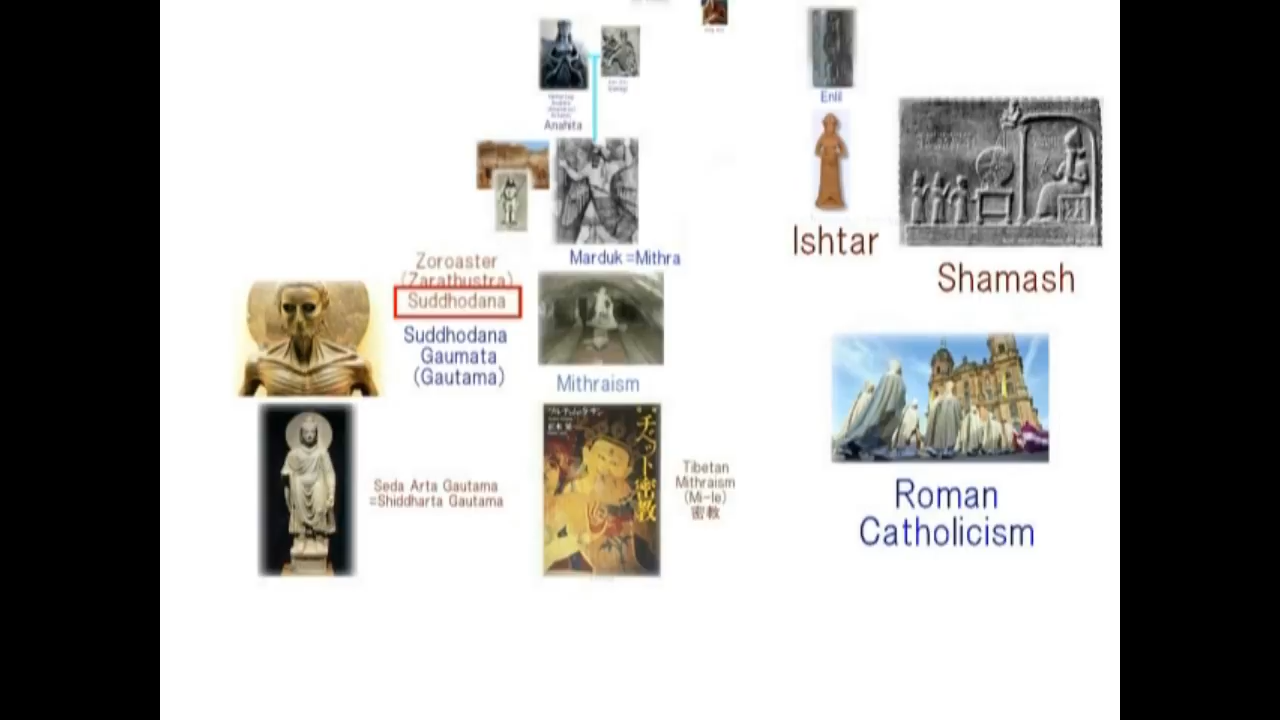 Enlil
Anahita
Ishtar
Marduk=Mithra
Zoroaster
(Zarathustra)
Shamash
Suddhodana
Suddhodana
Gaumata
(Gautama)
Mithraism
チベット密教
Tibetan
Mithraism
(Mi-le)
密教
Seda Arta Gautama
=Shiddharta Gautama
Roman
Catholicism